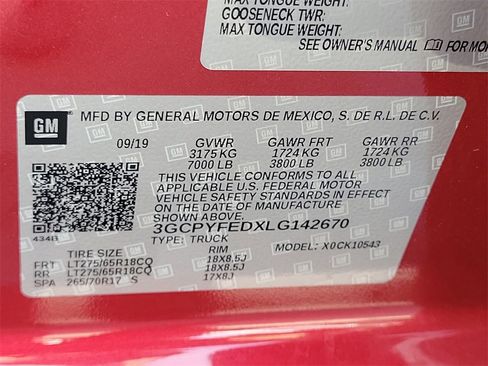 MAX TONGUE WEIGHT:
GOOSENECK TWR:
MAX TONGUE WEIGHT:
SEE OWNER'S MANUAL FOR MOR
GM
MFD BY GENERAL MOTORS DE MEXICO, S. DE R.L. DE C.V.
09/19 GVWR GAWR FRT GAWR RR
3175 KG 1724 KG 1724 KG
7000 LB 3800 LB 3800 LB
THIS VEHICLE CONFORMS TO ALL
APPLICABLE U.S. FEDERAL MOTOR
VEHICLE SAFETY STANDARDS IN EFFECT
ON THE DATE OF MANUFACTURE SHOWN ABOVE.
3GCPYFEDXLG142670
434B TYPE: TRUCK MODEL: X0CK10543
TIRE SIZE RIM
FRT LT275/65R18CQ 18X8.5J
RR LT275/65R18CQ 18X8.5J
SPA 265/70R17 S 17X8J